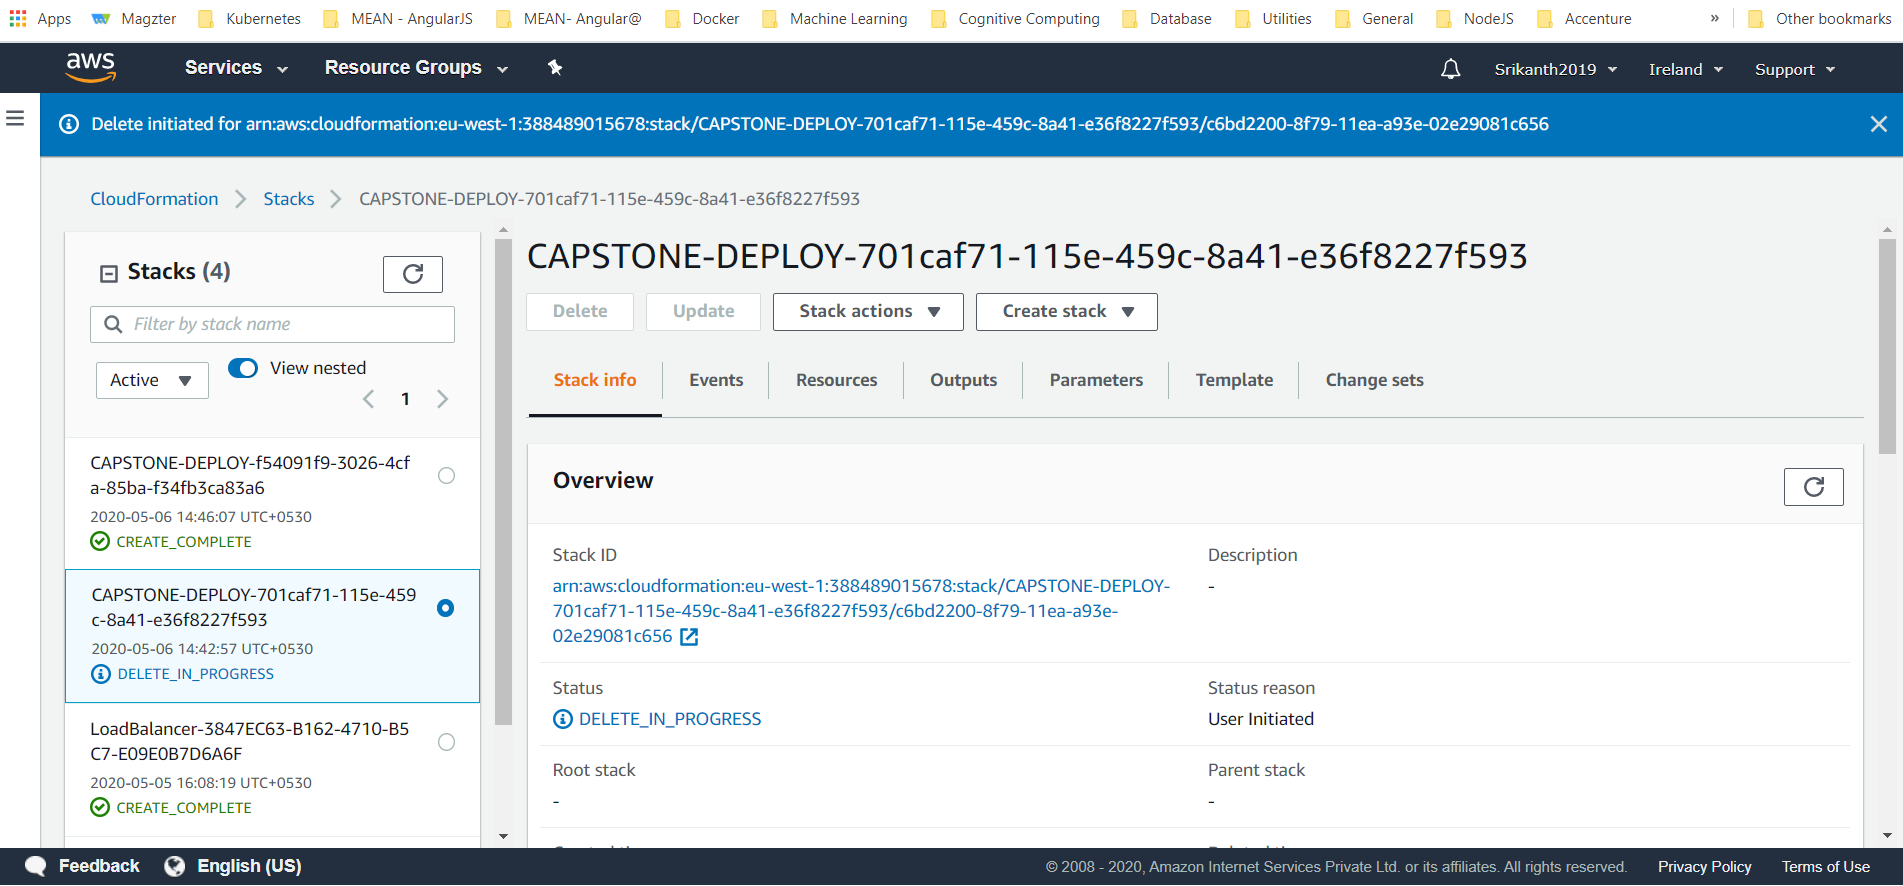 Apps Magzter Kubernetes MEAN - AngularJS MEAN- Angular@ Docker Machine Learning Cognitive Computing Database Utilities General NodeJS Accenture » Other bookmarks
aws Services Resource Groups Srikanth2019 Ireland Support
Delete initiated for arn:aws:cloudformation:eu-west-1:388489015678:stack/CAPSTONE-DEPLOY-701caf71-115e-459c-8a41-e36f8227f593/c6bd2200-8f79-11ea-a93e-02e29081c656
CloudFormation Stacks CAPSTONE-DEPLOY-701caf71-115e-459c-8a41-e36f8227f593
Stacks (4)
Filter by stack name
Active View nested
1
CAPSTONE-DEPLOY-f54091f9-3026-4cf
a-85ba-f34fb3ca83a6
2020-05-06 14:46:07 UTC+0530
CREATE_COMPLETE
CAPSTONE-DEPLOY-701caf71-115e-459
c-8a41-e36f8227f593
2020-05-06 14:42:57 UTC+0530
DELETE_IN_PROGRESS
LoadBalancer-3847EC63-B162-4710-B5
C7-E09E0B7D6A6F
2020-05-05 16:08:19 UTC+0530
CREATE_COMPLETE
CAPSTONE-DEPLOY-701caf71-115e-459c-8a41-e36f8227f593
Delete Update Stack actions Create stack
Stack info Events Resources Outputs Parameters Template Change sets
Overview
Stack ID
arn:aws:cloudformation:eu-west-1:388489015678:stack/CAPSTONE-DEPLOY-
701caf71-115e-459c-8a41-e36f8227f593/c6bd2200-8f79-11ea-a93e-
02e29081c656
Description
-
Status
DELETE_IN_PROGRESS
Status reason
User Initiated
Root stack
-
Parent stack
-
Feedback English (US) © 2008 - 2020, Amazon Internet Services Private Ltd. or its affiliates. All rights reserved. Privacy Policy Terms of Use